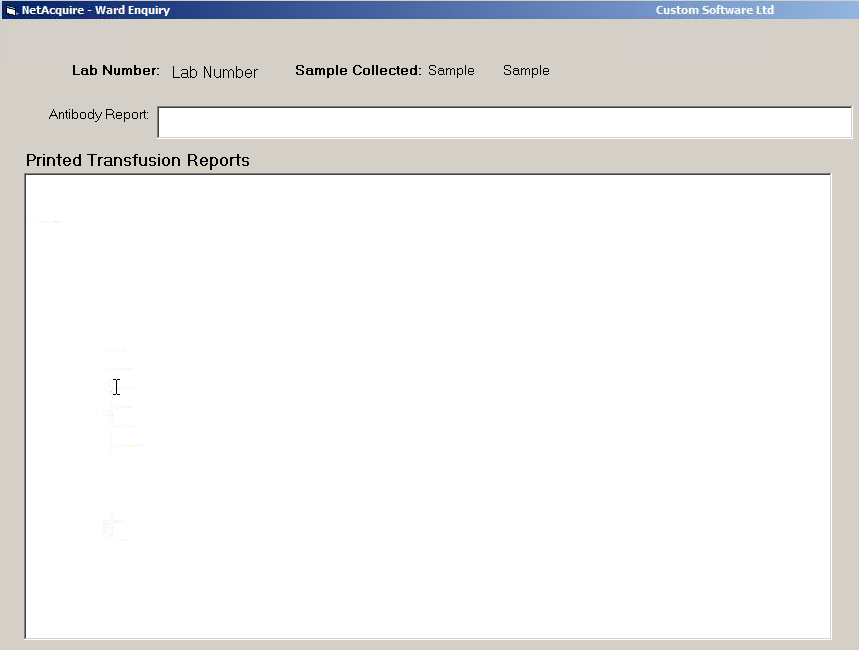 NetAcquire - Ward Enquiry Custom Software Ltd
Lab Number: Lab Number Sample Collected: Sample Sample
Antibody Report:
Printed Transfusion Reports